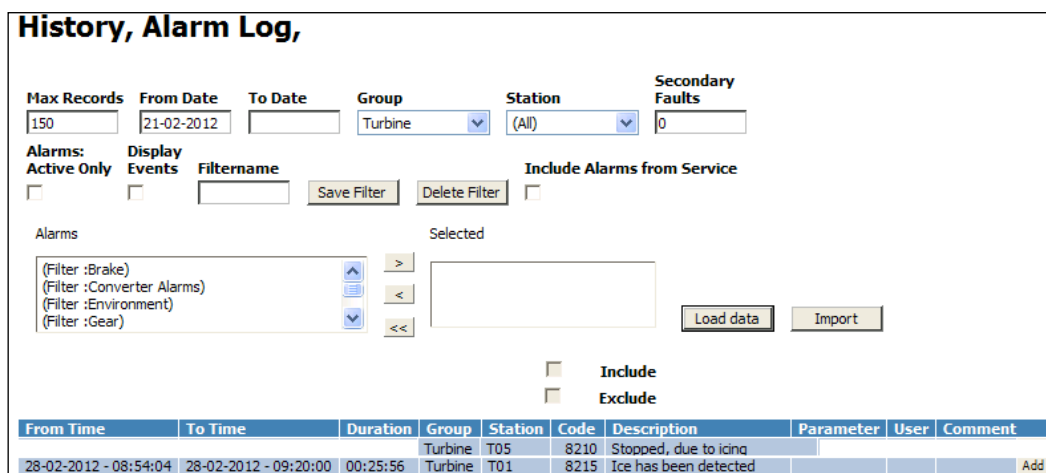 History, Alarm Log,
Max Records From Date To Date Group Station Secondary Faults
150 21-02-2012 Turbine (All) 0
Alarms: Active Only Display Events Filtername Save Filter Delete Filter Include Alarms from Service
Alarms Selected
(Filter :Brake) >
(Filter :Converter Alarms)
(Filter :Environment) <
(Filter :Gear) Load data Import
<<
Include
Exclude
From Time To Time Duration Group Station Code Description Parameter User Comment
Turbine T05 8210 Stopped, due to icing
28-02-2012 - 08:54:04 28-02-2012 - 09:20:00 00:25:56 Turbine T01 8215 Ice has been detected Add